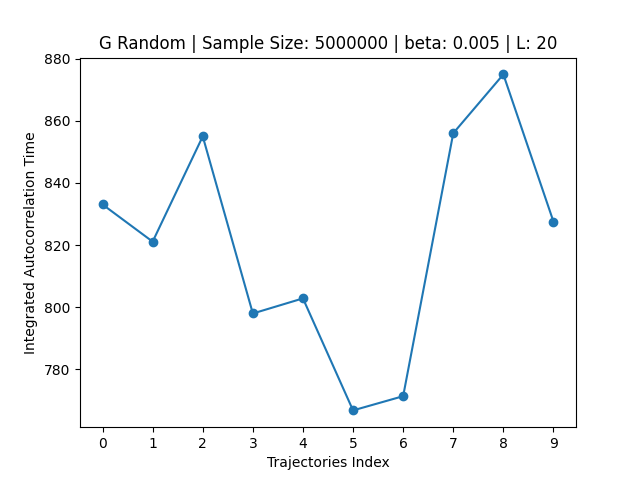 G Random | Sample Size: 5000000 | beta: 0.005 | L: 20
880
860
840
820
800
780
Integrated Autocorrelation Time
0 1 2 3 4 5 6 7 8 9
Trajectories Index